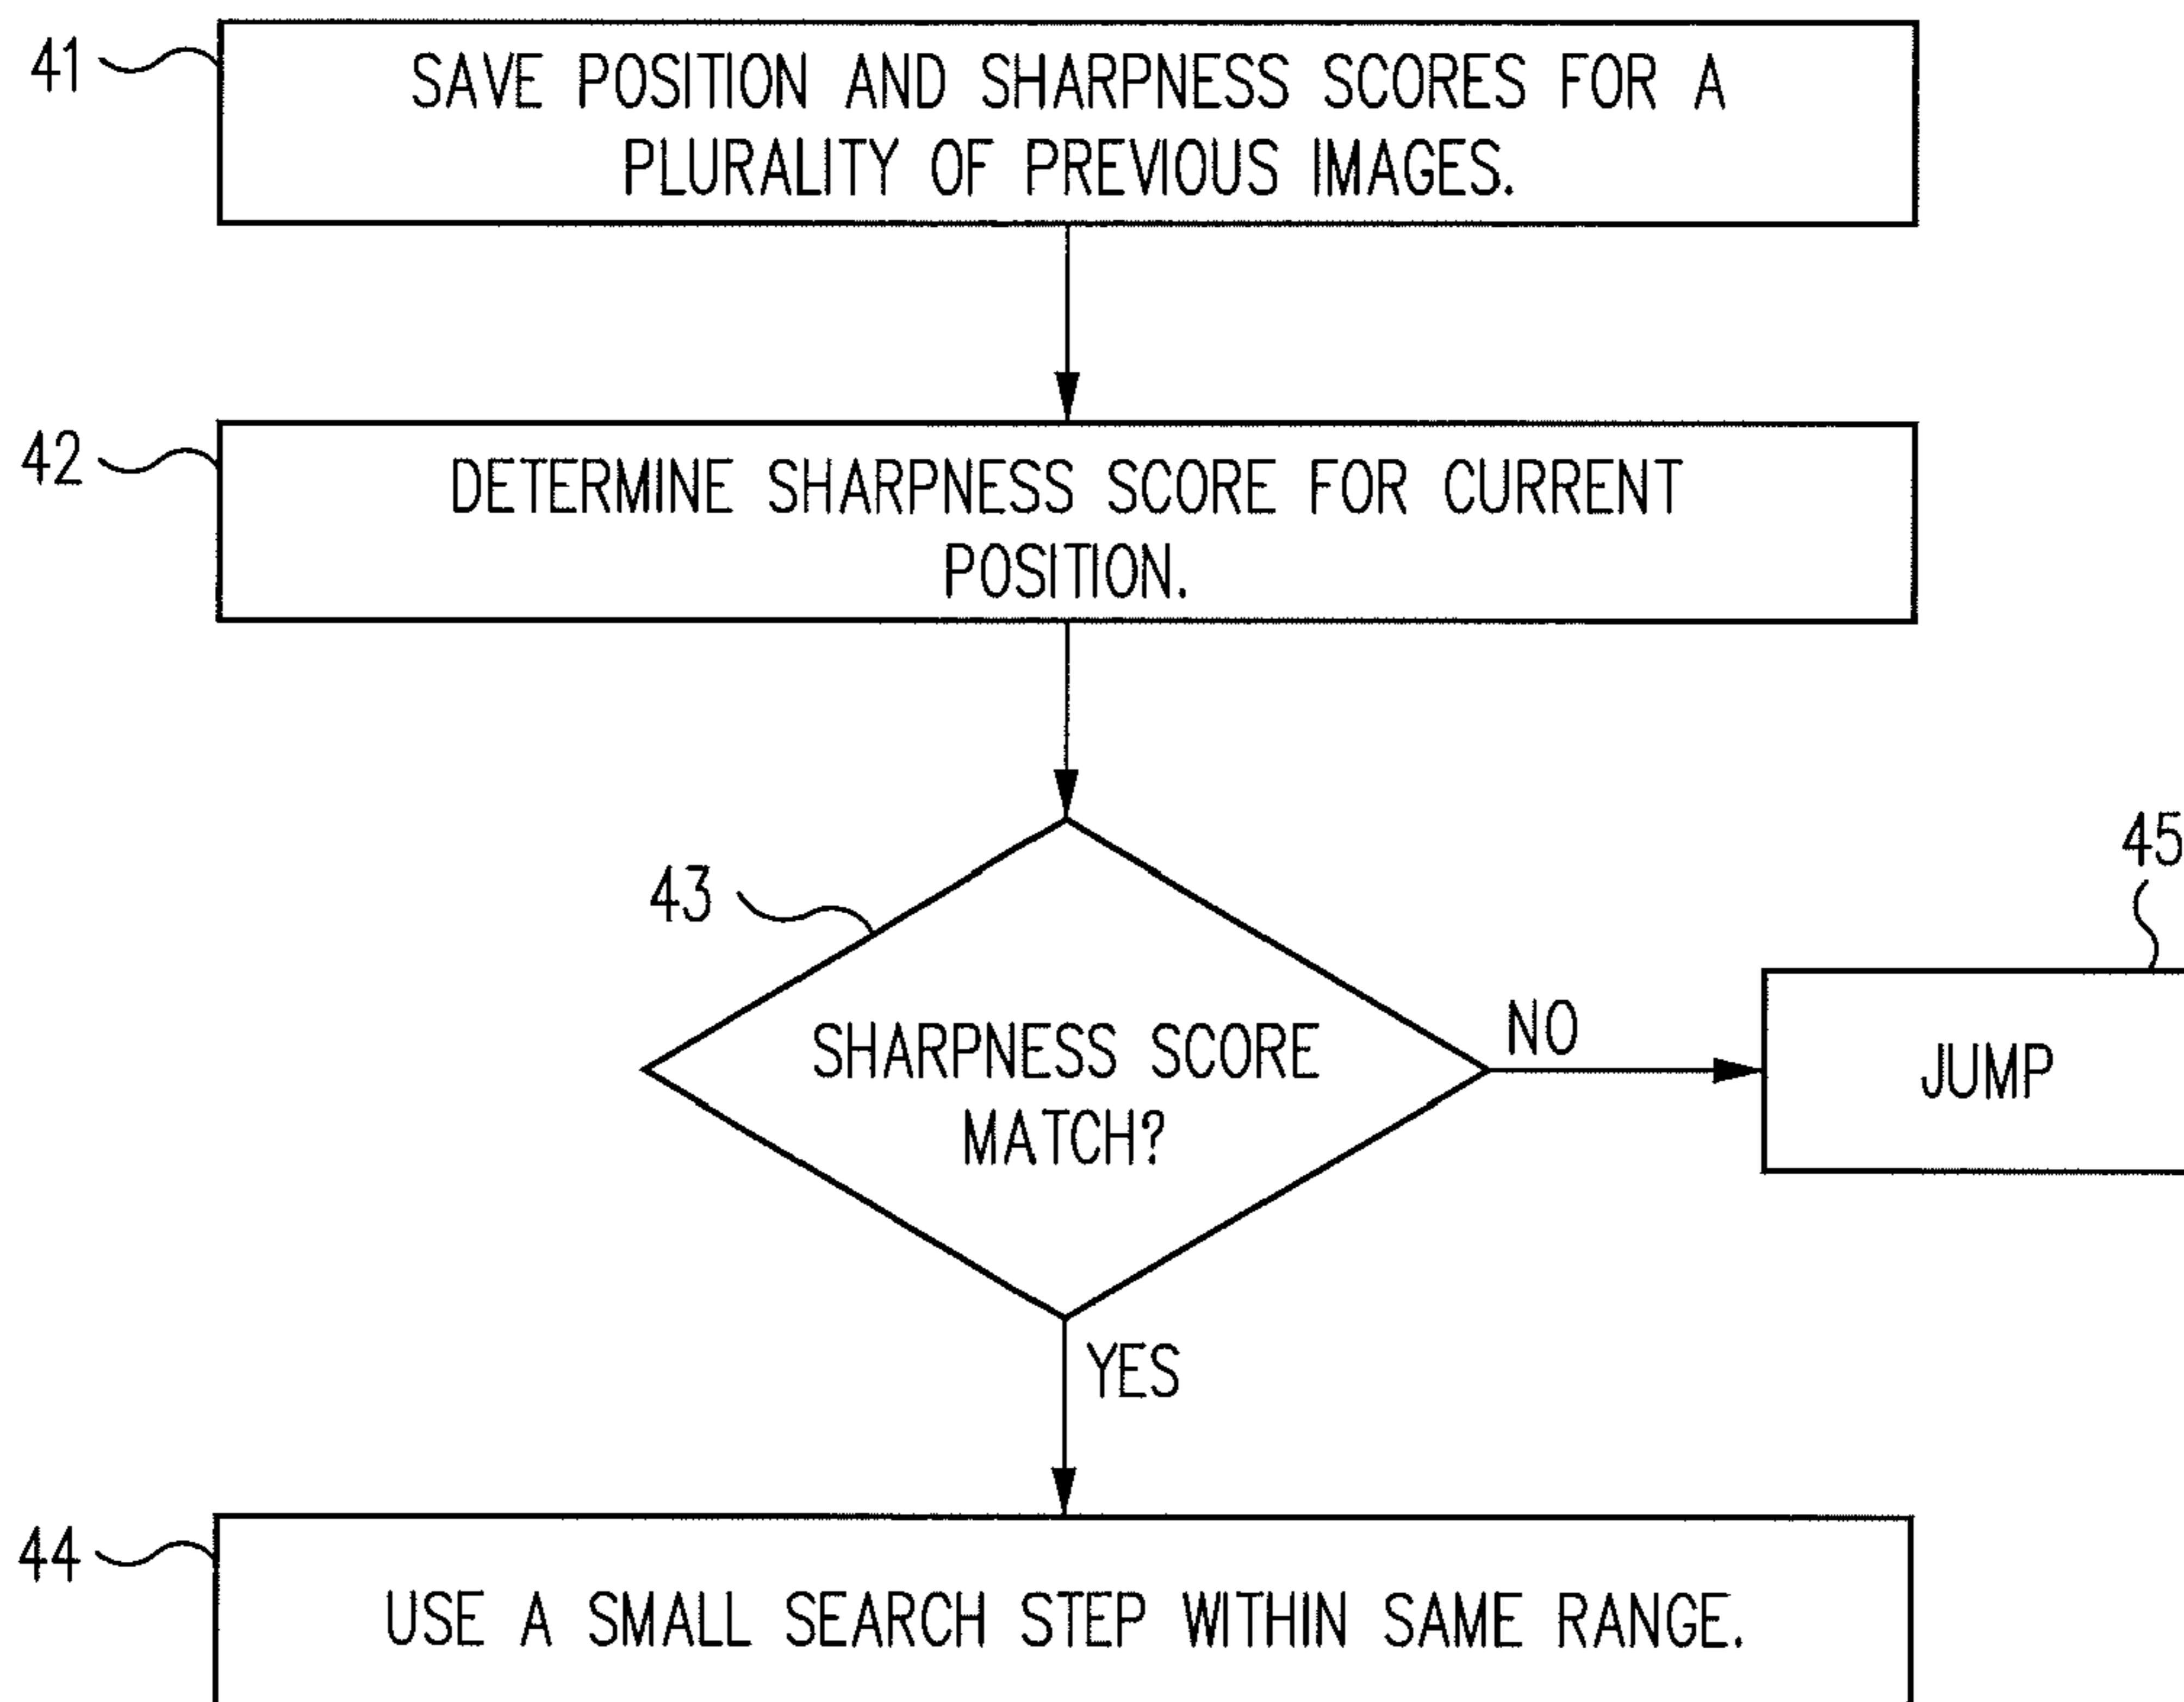 41
SAVE POSITION AND SHARPNESS SCORES FOR A
PLURALITY OF PREVIOUS IMAGES.
42
DETERMINE SHARPNESS SCORE FOR CURRENT
POSITION.
43
SHARPNESS SCORE
MATCH?
NO
45
JUMP
YES
44
USE A SMALL SEARCH STEP WITHIN SAME RANGE.